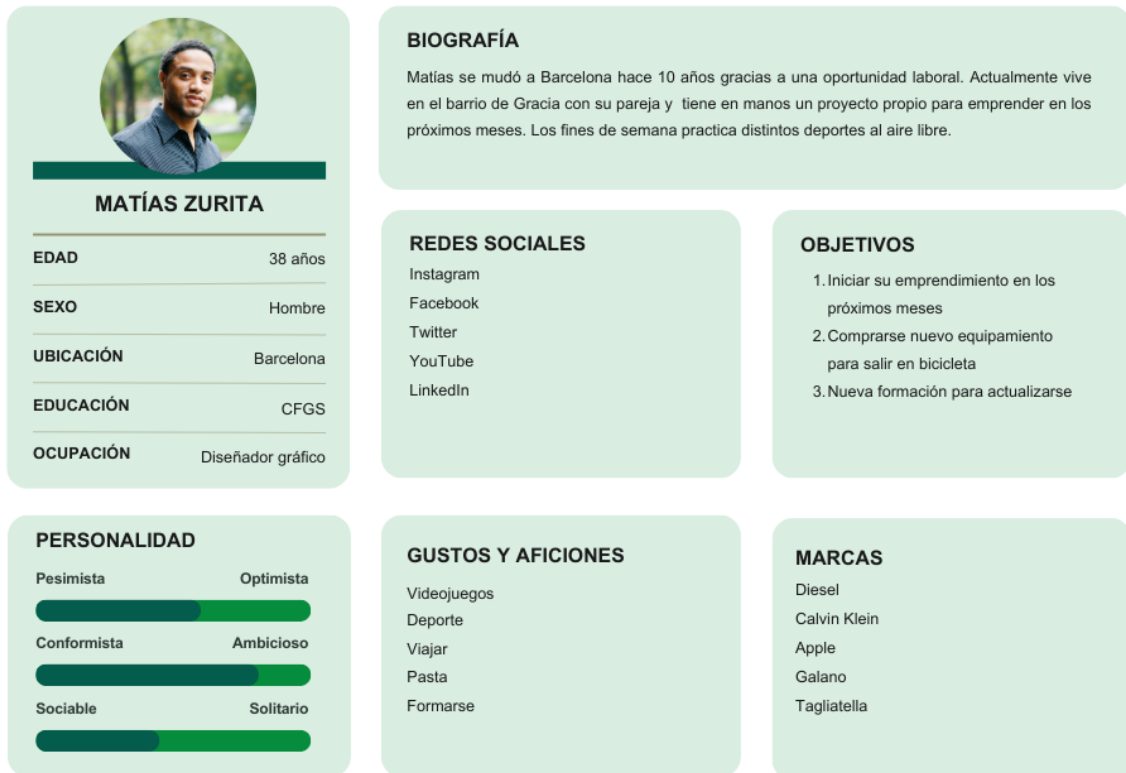 MATÍAS ZURITA
EDAD 38 años
SEXO Hombre
UBICACIÓN Barcelona
EDUCACIÓN CFGS
OCUPACIÓN Diseñador gráfico
BIOGRAFÍA
Matías se mudó a Barcelona hace 10 años gracias a una oportunidad laboral. Actualmente vive
en el barrio de Gracia con su pareja y tiene en manos un proyecto propio para emprender en los
próximos meses. Los fines de semana practica distintos deportes al aire libre.
REDES SOCIALES
Instagram
Facebook
Twitter
YouTube
LinkedIn
OBJETIVOS
1. Iniciar su emprendimiento en los
próximos meses
2. Comprarse nuevo equipamiento
para salir en bicicleta
3. Nueva formación para actualizarse
PERSONALIDAD
Pesimista Optimista
Conformista Ambicioso
Sociable Solitario
GUSTOS Y AFICIONES
Videojuegos
Deporte
Viajar
Pasta
Formarse
MARCAS
Diesel
Calvin Klein
Apple
Galano
Tagliatella